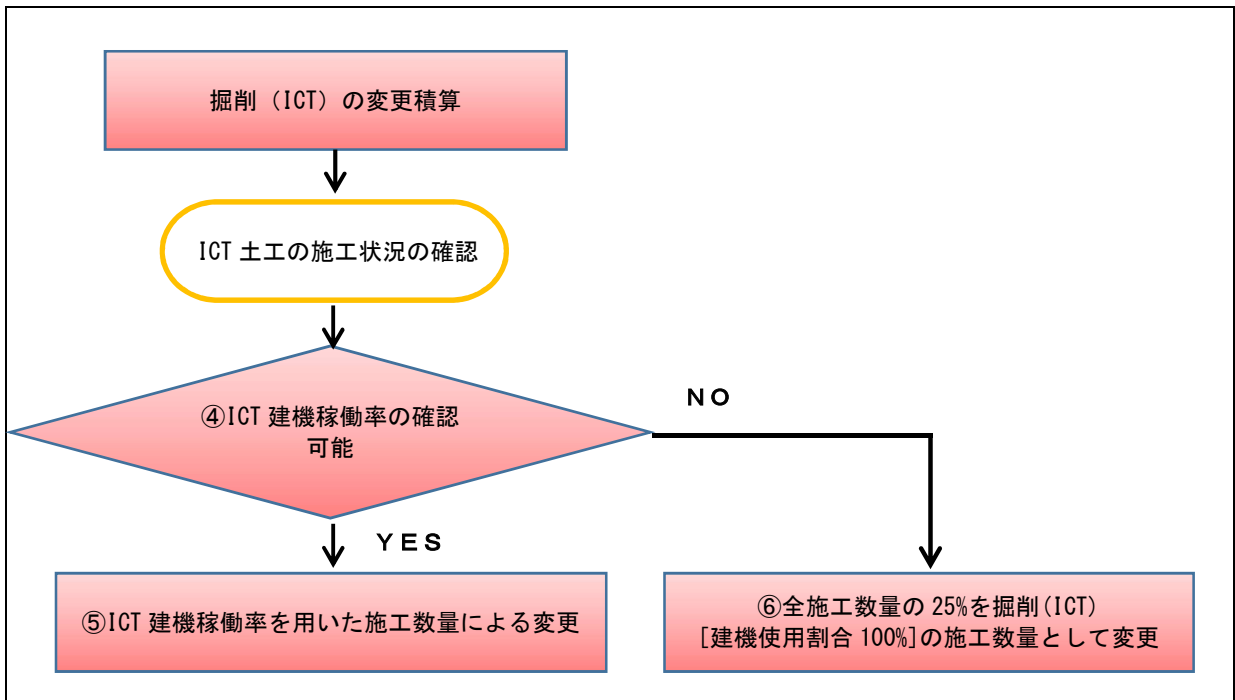 掘削（ICT）の変更積算
ICT 土工の施工状況の確認
④ICT 建機稼働率の確認
可能
NO
YES
⑤ICT 建機稼働率を用いた施工数量による変更
⑥全施工数量の 25%を掘削(ICT)
[建機使用割合 100%]の施工数量として変更